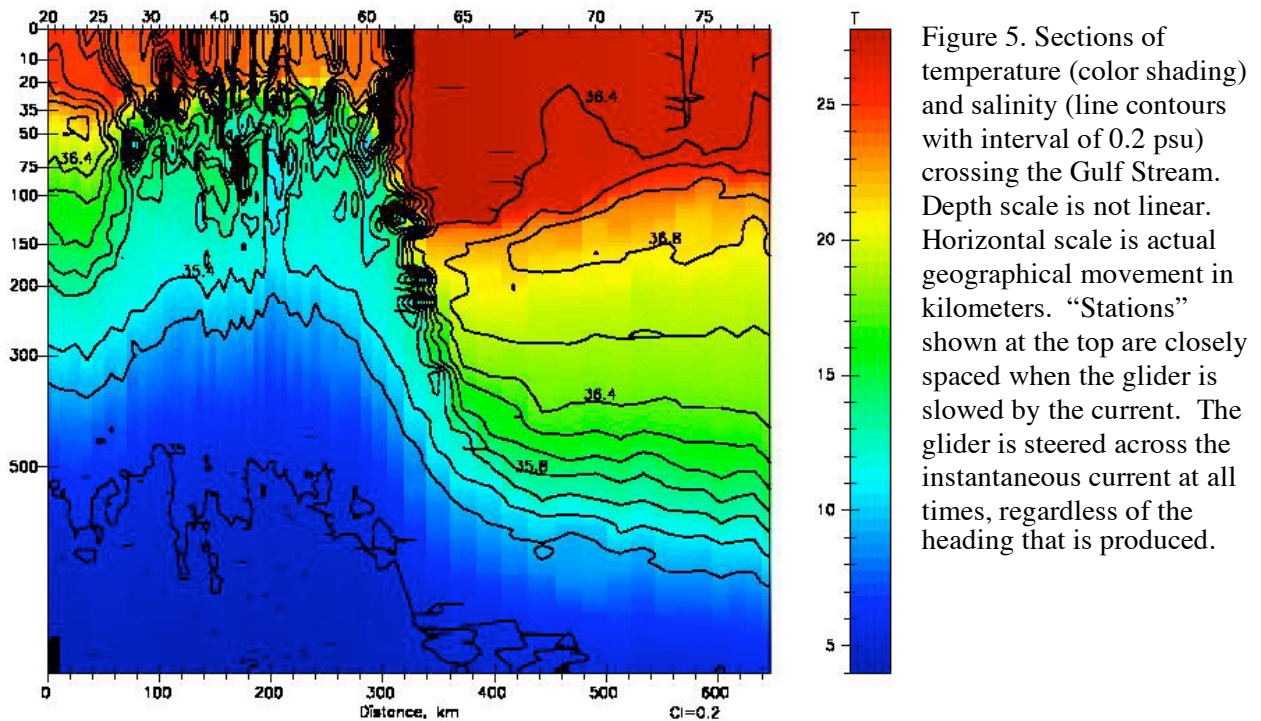 20 25 30 40 50 60 65 70 75
T
0
10
20
35
50
75
100
150
200
300
500
36.4
36.4
36.8
35.4
36.4
35.8
35
25
20
15
10
5
0 100 200 300 400 500 600
Distance, km
CI=0.2
Figure 5. Sections of
temperature (color shading)
and salinity (line contours
with interval of 0.2 psu)
crossing the Gulf Stream.
Depth scale is not linear.
Horizontal scale is actual
geographical movement in
kilometers. “Stations”
shown at the top are closely
spaced when the glider is
slowed by the current. The
glider is steered across the
instantaneous current at all
times, regardless of the
heading that is produced.